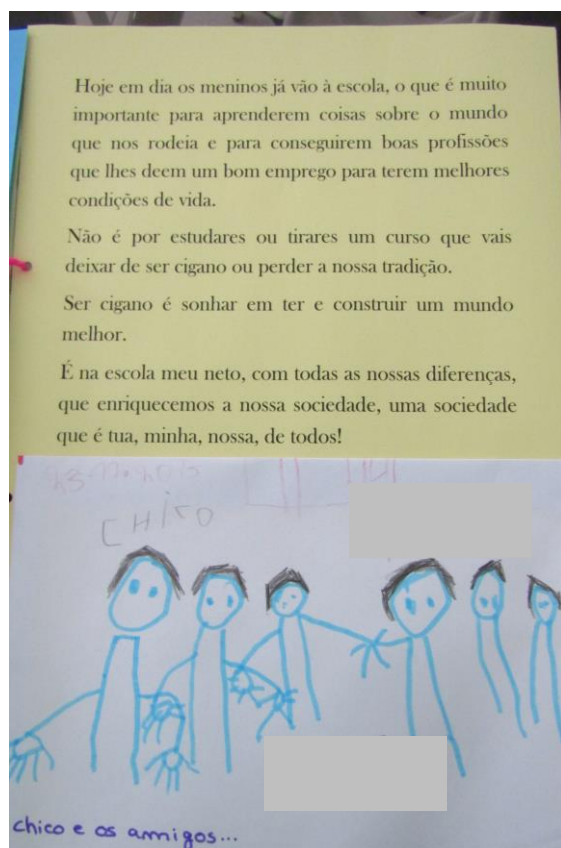 Hoje em dia os meninos já vão à escola, o que é muito
importante para aprenderem coisas sobre o mundo
que nos rodeia e para conseguirem boas profissões
que lhes deem um bom emprego para terem melhores
condições de vida.
Não é por estudares ou tirares um curso que vais
deixar de ser cigano ou perder a nossa tradição.
Ser cigano é sonhar em ter e construir um mundo
melhor.
É na escola meu neto, com todas as nossas diferenças,
que enriquecemos a nossa sociedade, uma sociedade
que é tua, minha, nossa, de todos!
CHICO
chico e os amigos...